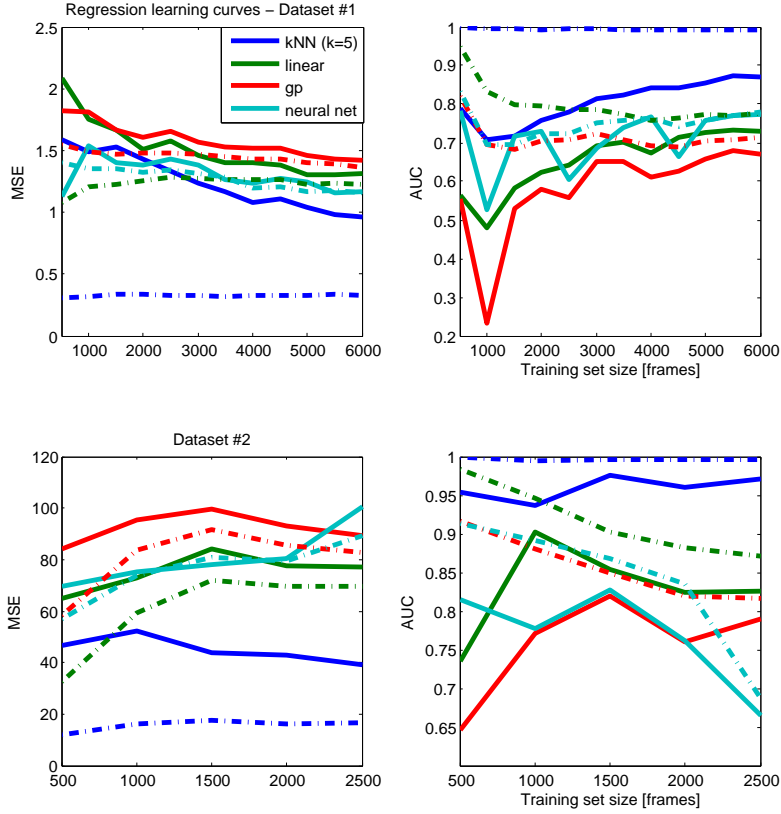 Regression learning curves – Dataset #1
2.5
2
1.5
1
0.5
0
MSE
1000 2000 3000 4000 5000 6000
kNN (k=5)
linear
gp
neural net
1
0.9
0.8
0.7
0.6
0.5
0.4
0.3
0.2
AUC
1000 2000 3000 4000 5000 6000
Training set size [frames]
Dataset #2
120
100
80
60
40
20
0
MSE
500 1000 1500 2000 2500
1
0.95
0.9
0.85
0.8
0.75
0.7
0.65
AUC
500 1000 1500 2000 2500
Training set size [frames]